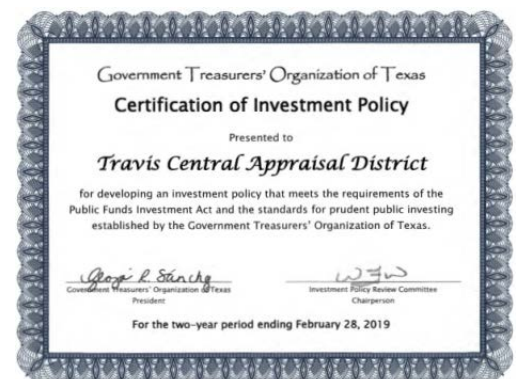 Government Treasurers' Organization of Texas
Certification of Investment Policy
Presented to
Travis Central Appraisal District
for developing an investment policy that meets the requirements of the
Public Funds Investment Act and the standards for prudent public investing
established by the Government Treasurers' Organization of Texas.
Government Treasurers' Organization of Texas
President
Investment Policy Review Committee
Chairperson
For the two-year period ending February 28, 2019